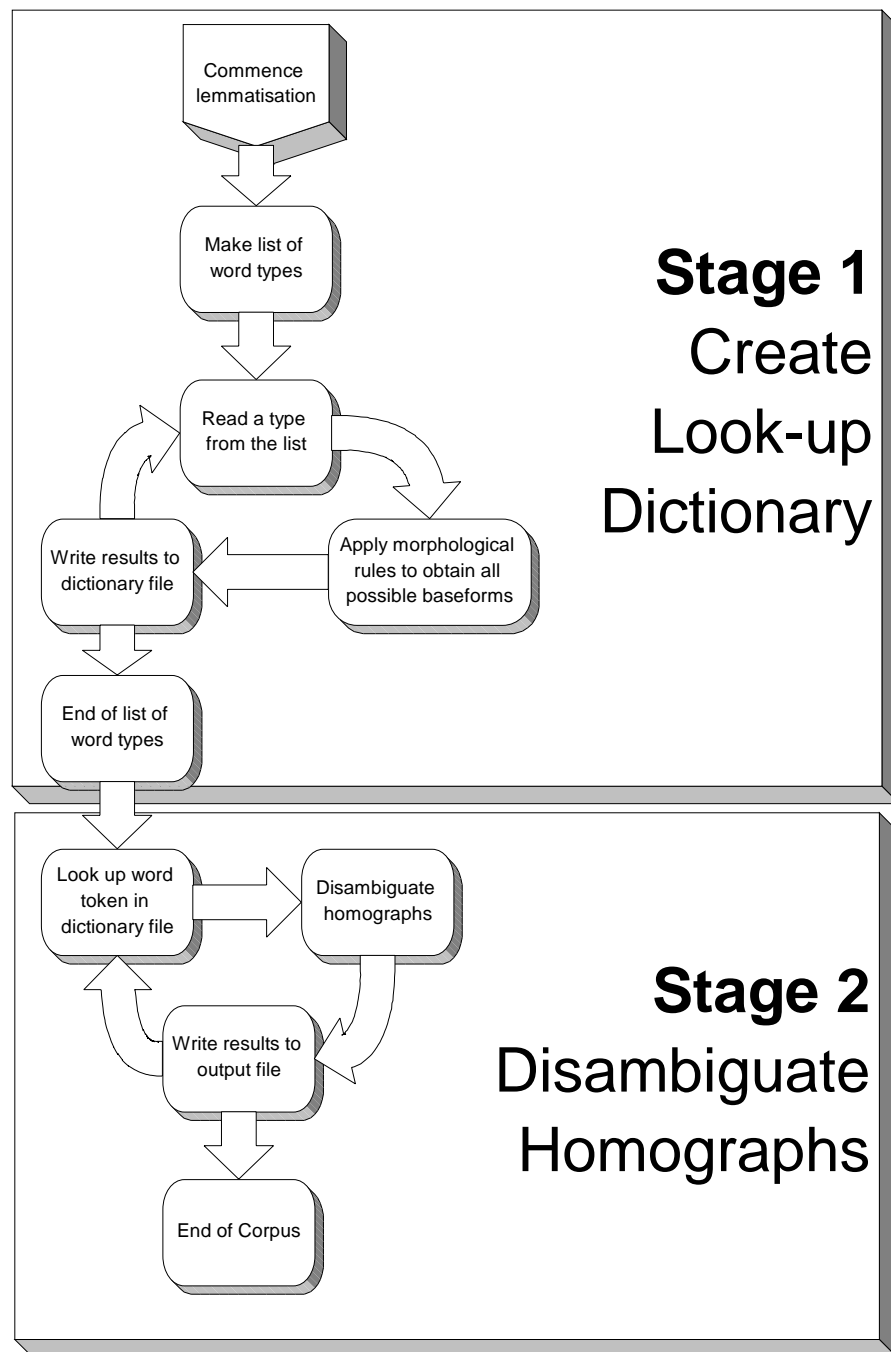 Commence
lemmatisation
Make list of
word types
Stage 1
Create
Look-up
Dictionary
Read a type
from the list
Apply morphological
rules to obtain all
possible baseforms
Write results to
dictionary file
End of list of
word types
Look up word
token in
dictionary file
Disambiguate
homographs
Stage 2
Disambiguate
Homographs
Write results to
output file
End of Corpus